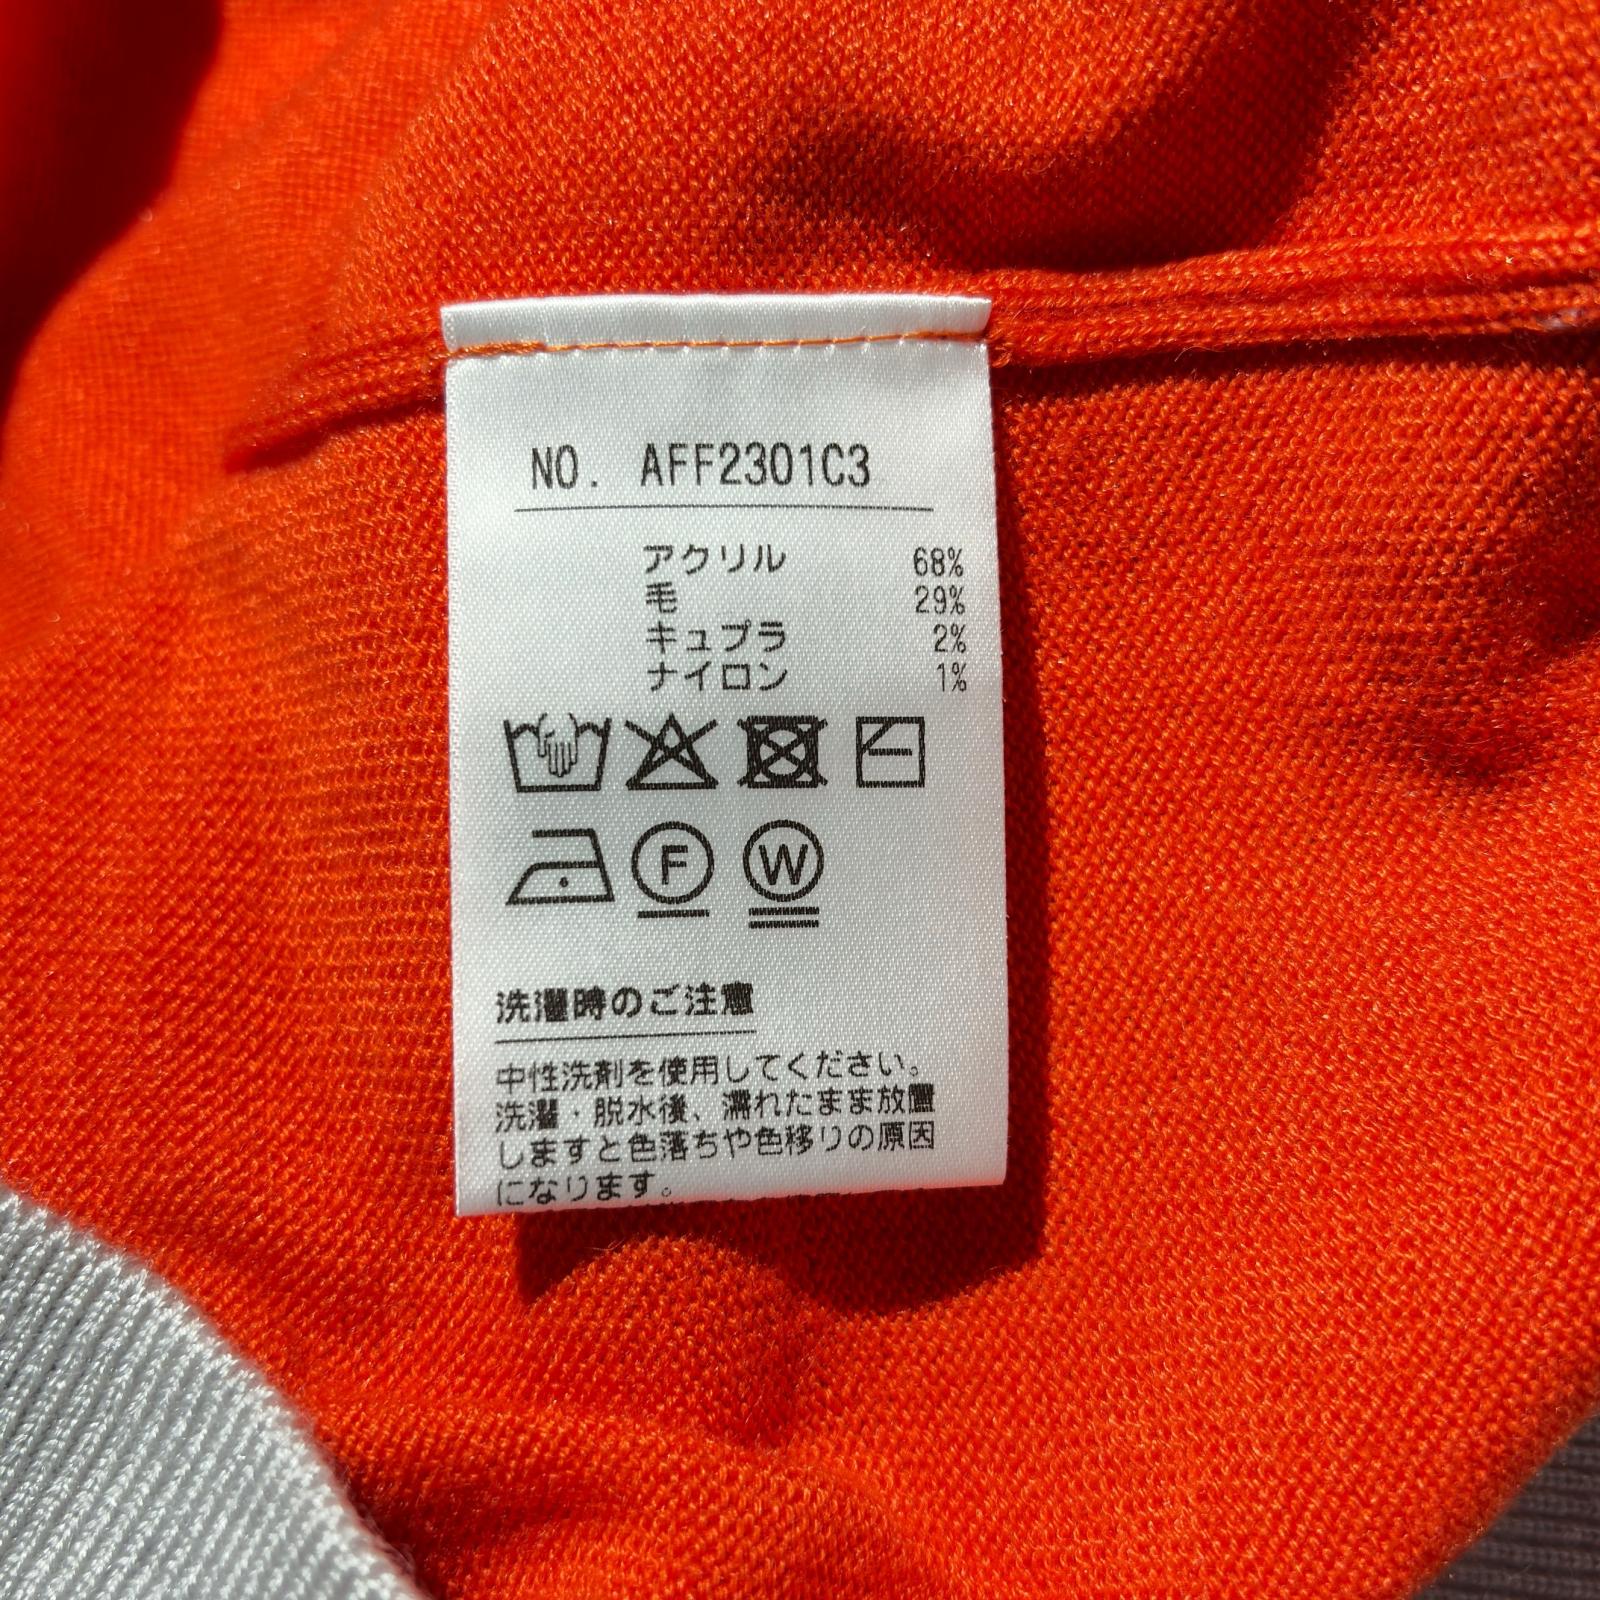 NO. AFF2301C3
アクリル 68%
毛 29%
キュプラ 2%
ナイロン 1%
F W
洗濯時のご注意
中性洗剤を使用してください。
洗濯・脱水後、濡れたまま放置
しますと色落ちや色移りの原因
になります。